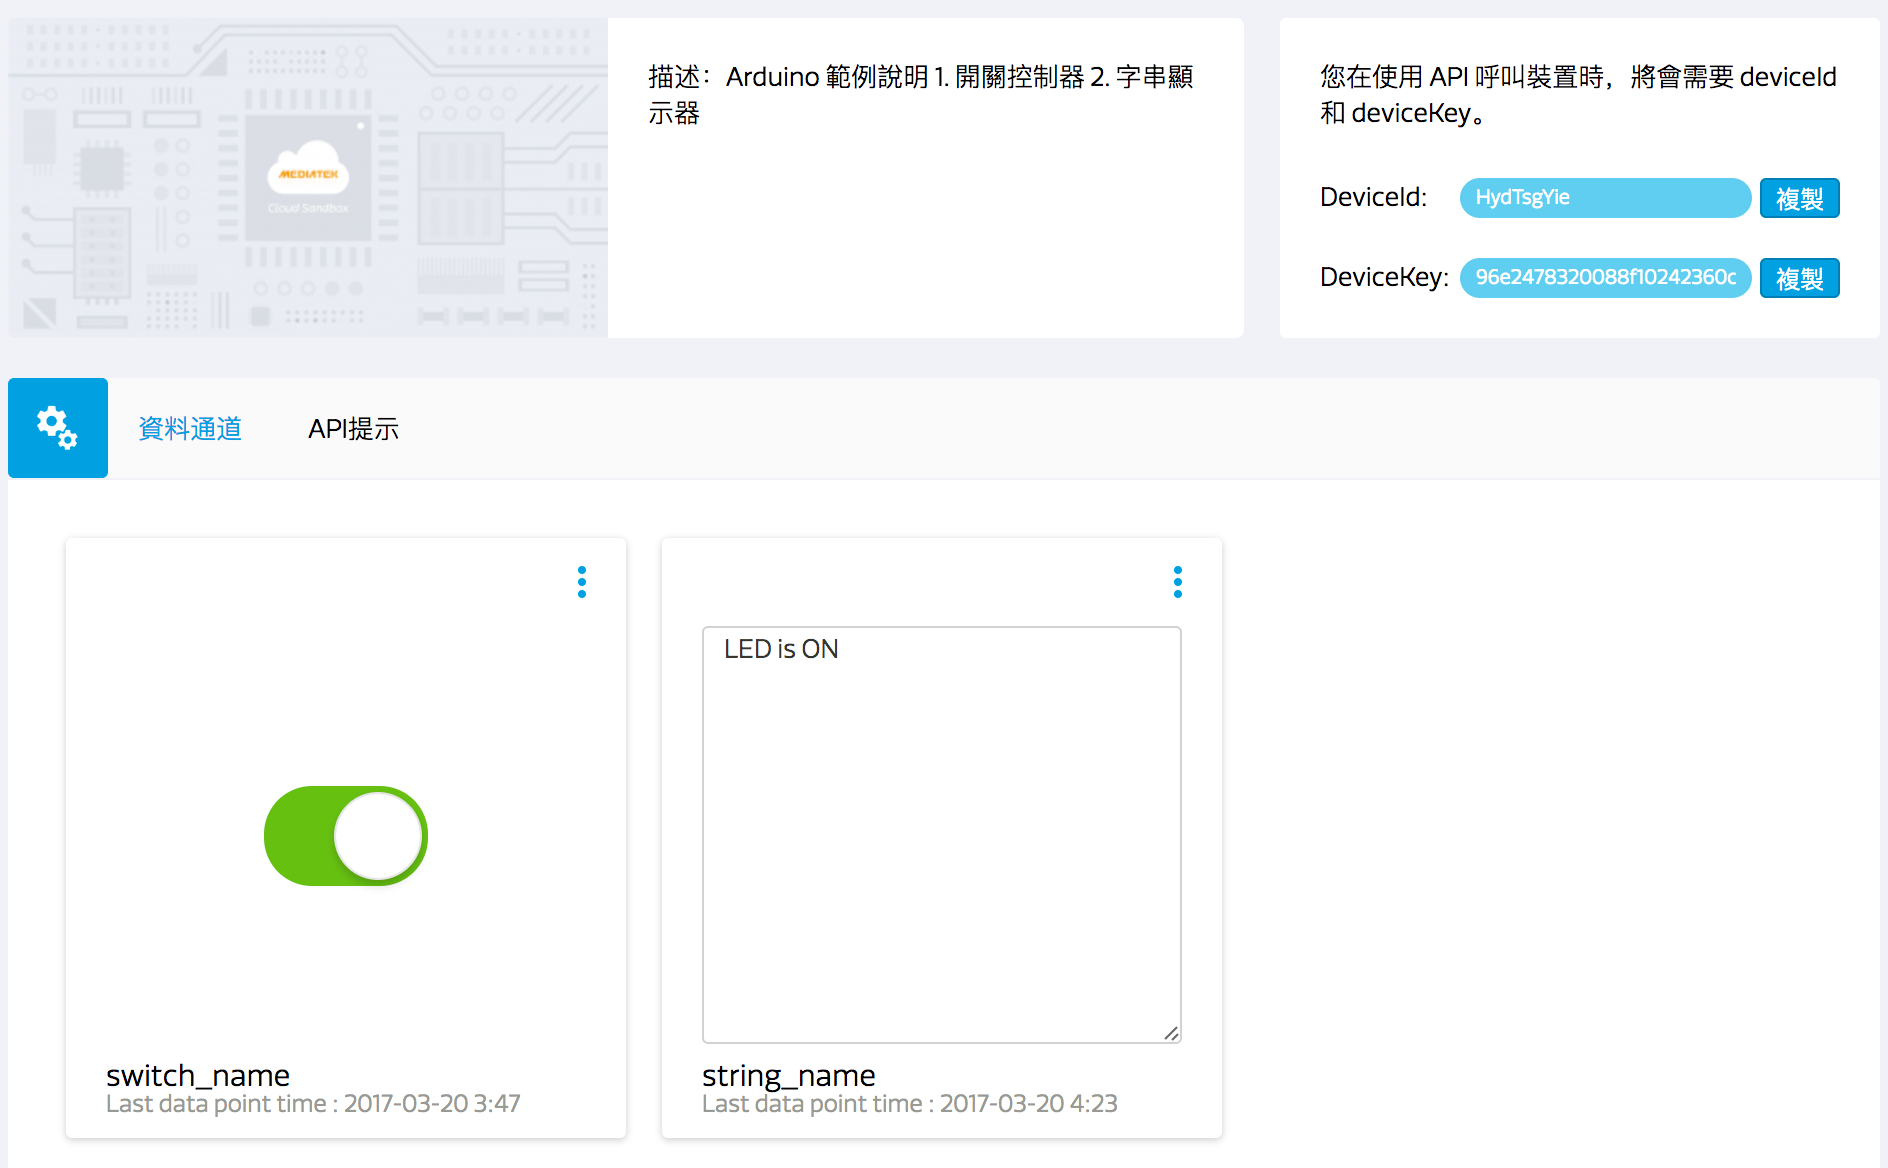 MEDIATEK
Cloud Sandbox
描述：Arduino 範例說明 1. 開關控制器 2. 字串顯
示器
您在使用 API 呼叫裝置時，將會需要 deviceId
和 deviceKey。
DeviceId: HydTsgYie 複製
DeviceKey: 96e2478320088f10242360c 複製
資料通道 API提示
LED is ON
switch_name
Last data point time : 2017-03-20 3:47
string_name
Last data point time : 2017-03-20 4:23